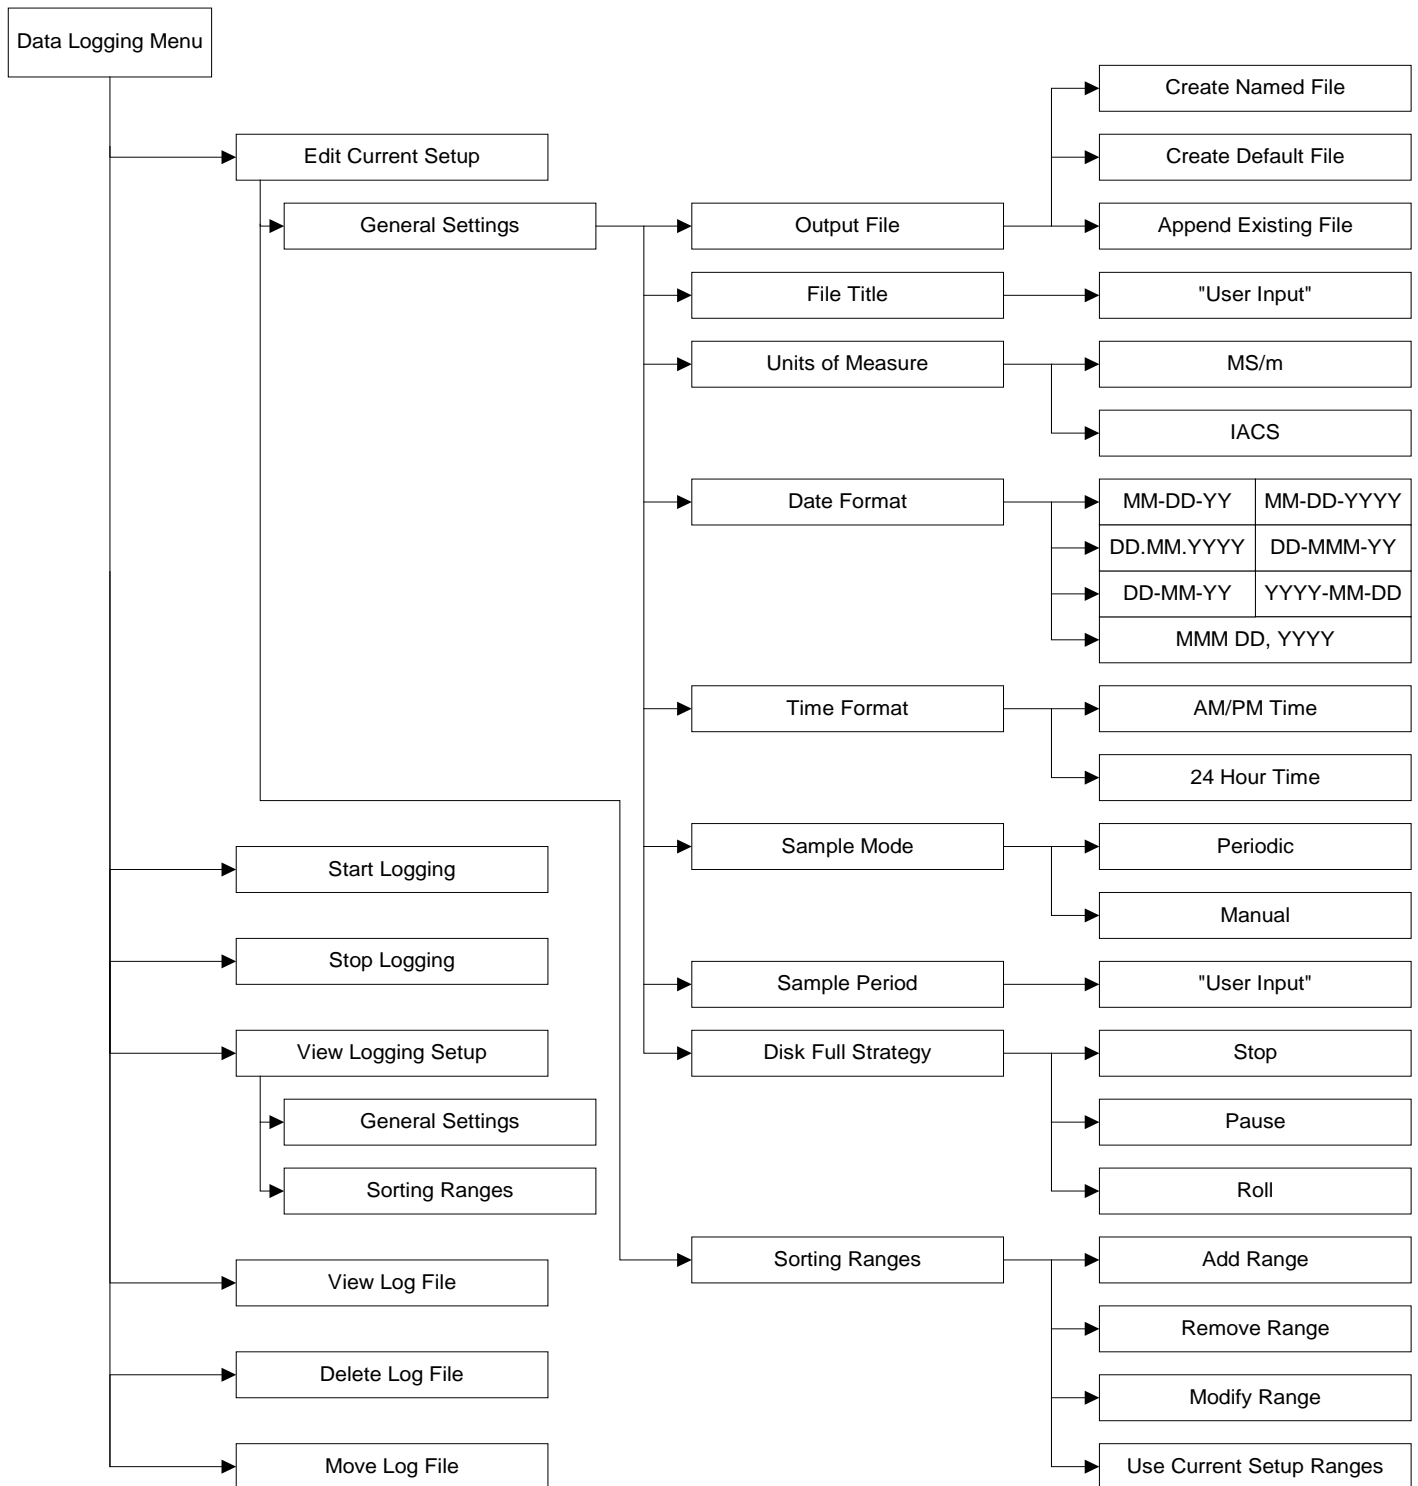 Data Logging Menu
Create Named File
Edit Current Setup
Create Default File
General Settings
Output File
Append Existing File
File Title
"User Input"
Units of Measure
MS/m
IACS
Date Format
MM-DD-YY
MM-DD-YYYY
DD.MM.YYYY
DD-MMM-YY
DD-MM-YY
YYYY-MM-DD
MMM DD, YYYY
Time Format
AM/PM Time
24 Hour Time
Sample Mode
Periodic
Start Logging
Manual
Stop Logging
Sample Period
"User Input"
View Logging Setup
Disk Full Strategy
Stop
General Settings
Pause
Sorting Ranges
Roll
Sorting Ranges
Add Range
View Log File
Remove Range
Delete Log File
Modify Range
Move Log File
Use Current Setup Ranges